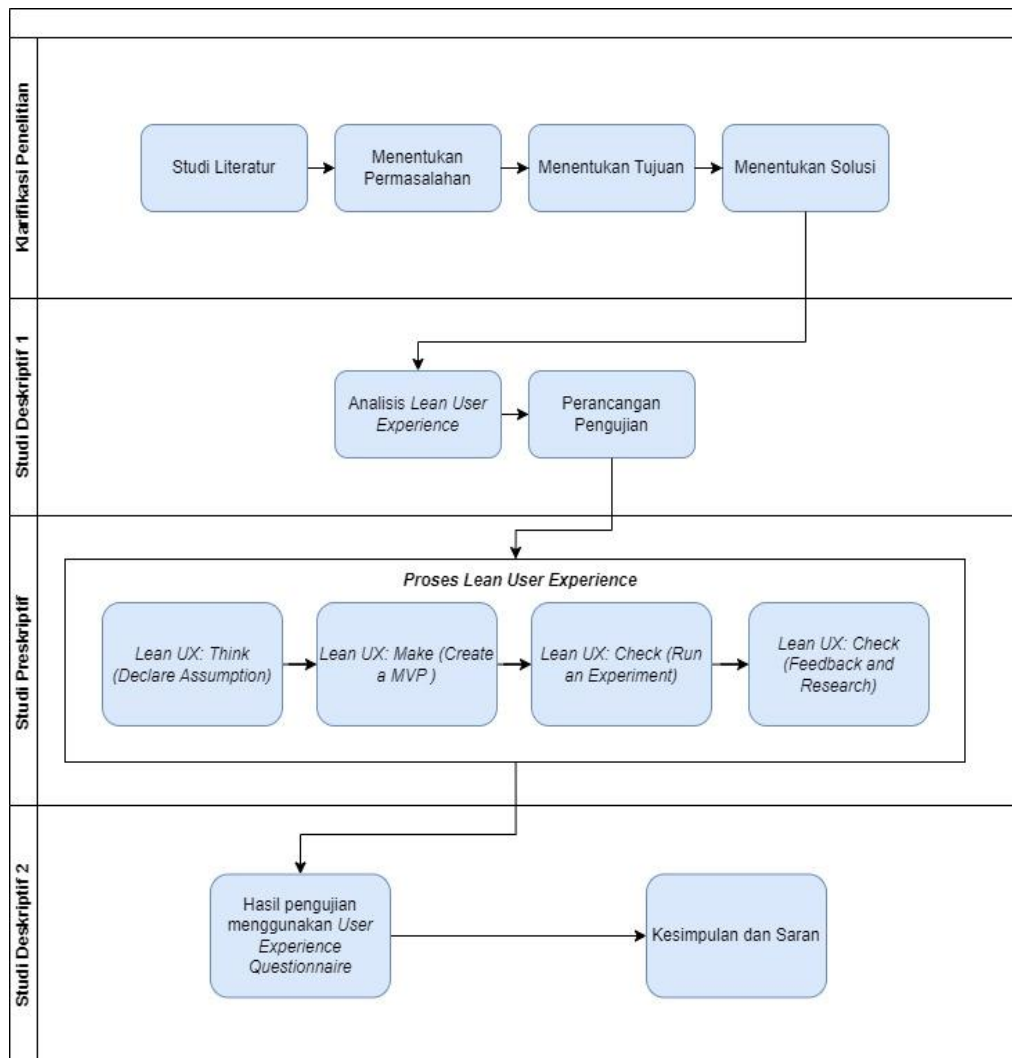 Klarifikasi Penelitian
Studi Literatur
Menentukan
Permasalahan
Menentukan Tujuan
Menentukan Solusi
Studi Deskriptif 1
Analisis Lean User
Experience
Perancangan
Pengujian
Studi Preskriptif
Proses Lean User Experience
Lean UX: Think
(Declare Assumption)
Lean UX: Make (Create
a MVP )
Lean UX: Check (Run
an Experiment)
Lean UX: Check
(Feedback and
Research)
Studi Deskriptif 2
Hasil pengujian
menggunakan User
Experience
Questionnaire
Kesimpulan dan Saran